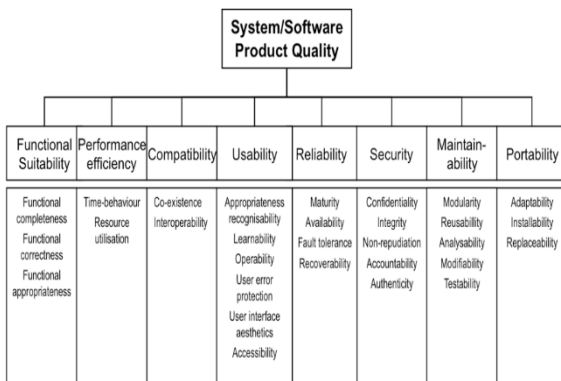 System/Software
Product Quality
Functional
Suitability
Performance
efficiency
Compatibility
Usability
Reliability
Security
Maintain-
ability
Portability
Functional
completeness
Functional
correctness
Functional
appropriateness
Time-behaviour
Resource
utilisation
Co-existence
Interoperability
Appropriateness
recognisability
Learnability
Operability
User error
protection
User interface
aesthetics
Accessibility
Maturity
Availability
Fault tolerance
Recoverability
Confidentiality
Integrity
Non-repudiation
Accountability
Authenticity
Modularity
Reusabillity
Analysability
Modifiability
Testability
Adaptability
Installability
Replaceability